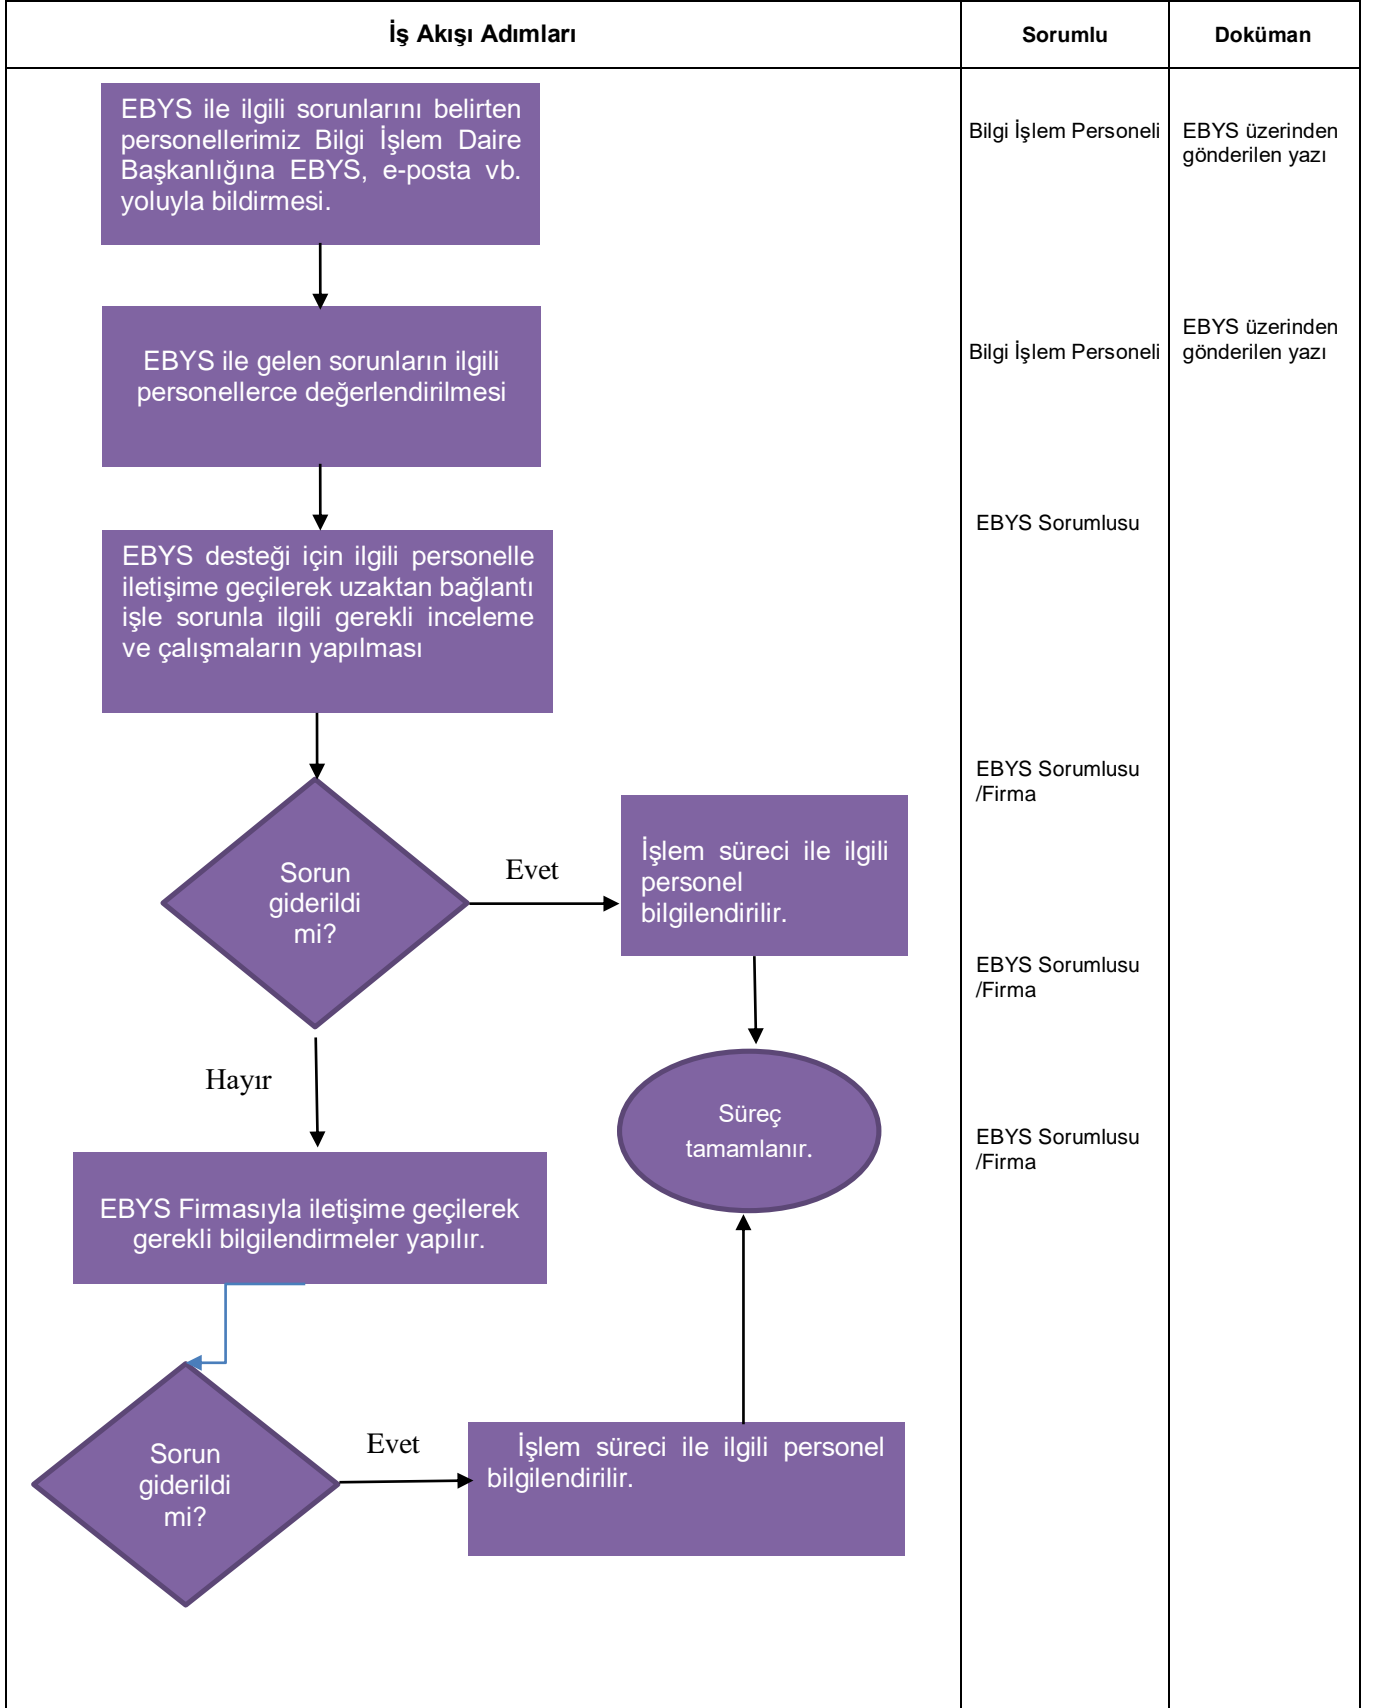 İş Akışı Adımları
Sorumlu
Doküman
EBYS ile ilgili sorunlarını belirten
personellerimiz Bilgi İşlem Daire
Başkanlığına EBYS, e-posta vb.
yoluyla bildirmesi.
Bilgi İşlem Personeli
EBYS üzerinden
gönderilen yazı
EBYS ile gelen sorunların ilgili
personellerce değerlendirilmesi
Bilgi İşlem Personeli
EBYS üzerinden
gönderilen yazı
EBYS desteği için ilgili personelle
iletişime geçilerek uzaktan bağlantı
işle sorunla ilgili gerekli inceleme
ve çalışmaların yapılması
EBYS Sorumlusu
Sorun
giderildi
mi?
Evet
İşlem süreci ile ilgili
personel
bilgilendirilir.
EBYS Sorumlusu
/Firma
EBYS Sorumlusu
/Firma
Hayır
Süreç
tamamlanır.
EBYS Sorumlusu
/Firma
EBYS Firmasıyla iletişime geçilerek
gerekli bilgilendirmeler yapılır.
Sorun
giderildi
mi?
Evet
İşlem süreci ile ilgili personel
bilgilendirilir.